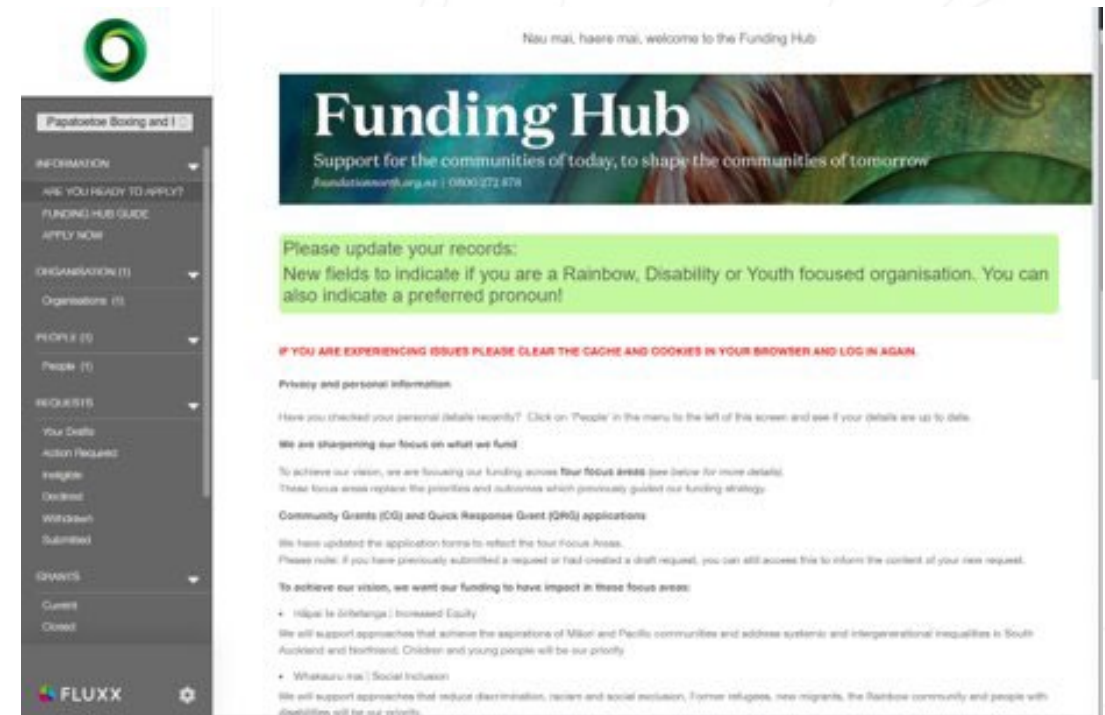 Papatoetoe Boxing and
INFORMATION
ARE YOU READY TO APPLY?
FUNDING HUB GUIDE
APPLY NOW
ORGANISATION (1)
Organisations (1)
PEOPLE (1)
People (1)
REQUESTS
Your Drafts
Action Required
Ineligible
Declined
Withdrawn
Submitted
GRANTS
Current
Closed
FLUXX
Nau mai, haere mai, welcome to the Funding Hub
Funding Hub
Support for the communities of today, to shape the communities of tomorrow
foundationnorth.org.nz | 0800 272 878
Please update your records:
New fields to indicate if you are a Rainbow, Disability or Youth focused organisation. You can
also indicate a preferred pronoun!
IF YOU ARE EXPERIENCING ISSUES PLEASE CLEAR THE CACHE AND COOKIES IN YOUR BROWSER AND LOG IN AGAIN.
Privacy and personal information
Have you checked your personal details recently? Click on 'People' in the menu to the left of this screen and see if your details are up to date.
We are sharpening our focus on what we fund
To achieve our vision, we are focusing our funding across four focus areas (see below for more details).
These focus areas replace the priorities and outcomes which previously guided our funding strategy.
Community Grants (CG) and Quick Response Grant (QRG) applications
We have updated the application forms to reflect the four Focus Areas.
Please note: if you have previously submitted a request or had created a draft request, you can still access this to inform the content of your new request.
To achieve our vision, we want our funding to have impact in these focus areas:
• Hāpai te ōritetanga | Increased Equity
We will support approaches that achieve the aspirations of Māori and Pacific communities and address systemic and intergenerational inequalities in South
Auckland and Northland. Children and young people will be our priority.
• Whakauru mai | Social Inclusion
We will support approaches that reduce discrimination, racism and social exclusion. Former refugees, new migrants, the Rainbow community and people with
disabilities will be our priority.